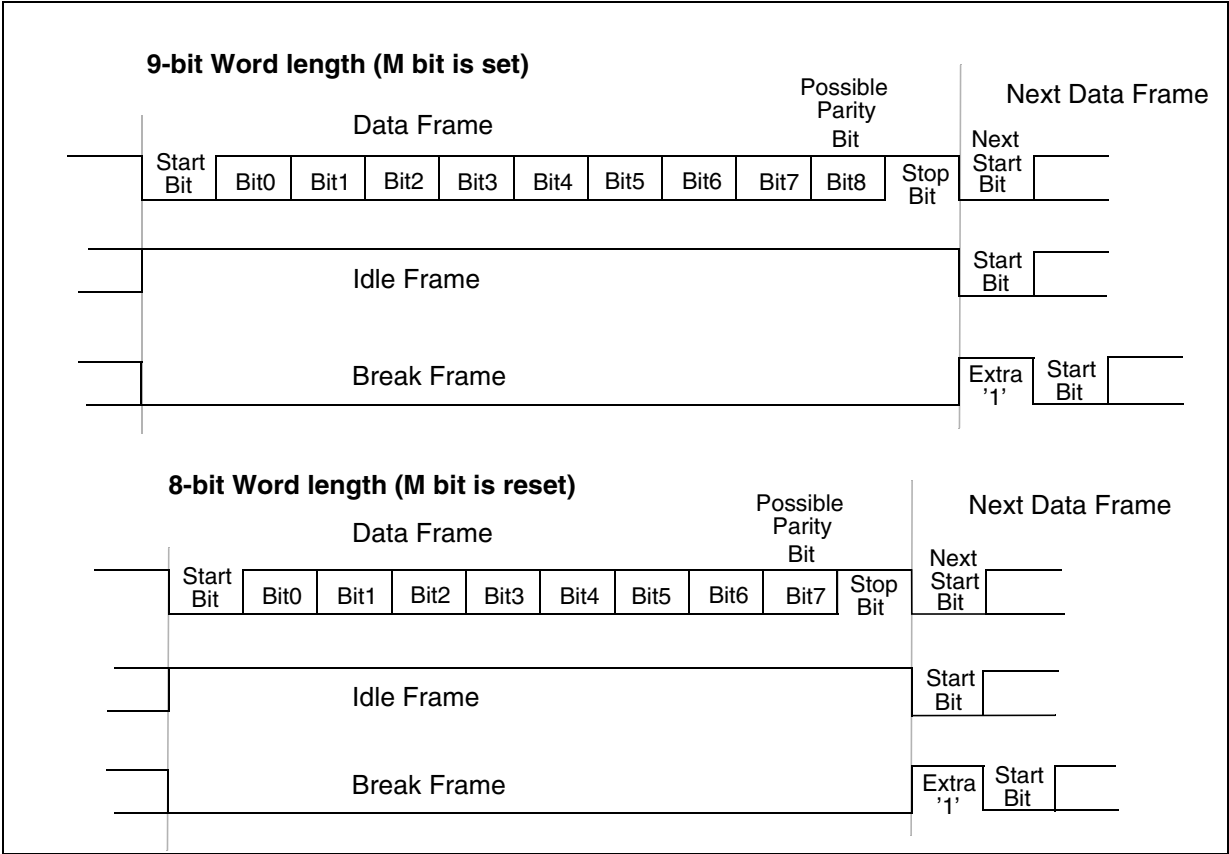 9-bit Word length (M bit is set)
Possible
Parity
Bit
Next Data Frame
Data Frame
Next
Start
Bit
Start
Bit
Bit0
Bit1
Bit2
Bit3
Bit4
Bit5
Bit6
Bit7
Bit8
Stop
Bit
Idle Frame
Start
Bit
Break Frame
Extra
'1'
Start
Bit
8-bit Word length (M bit is reset)
Possible
Parity
Bit
Next Data Frame
Data Frame
Next
Start
Bit
Start
Bit
Bit0
Bit1
Bit2
Bit3
Bit4
Bit5
Bit6
Bit7
Stop
Bit
Idle Frame
Start
Bit
Break Frame
Extra
'1'
Start
Bit